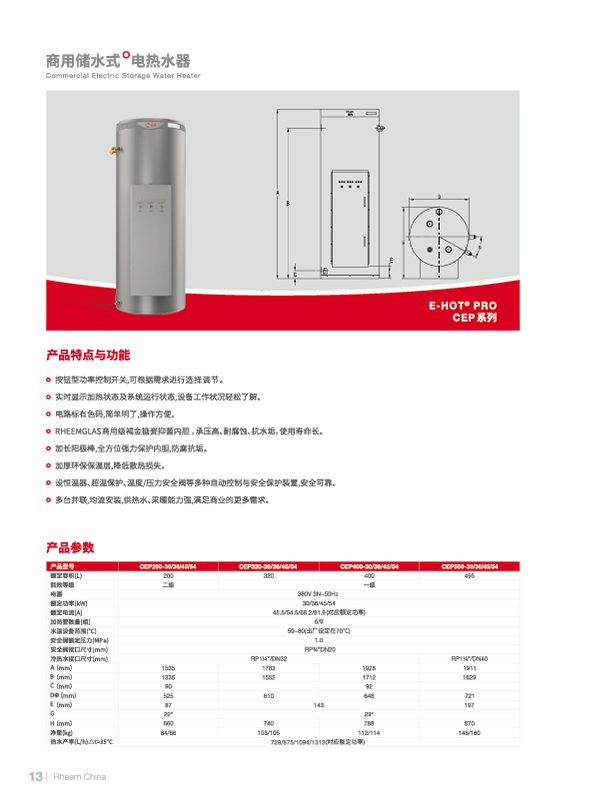 商用储水式 电热水器
Commercial Electric Storage Water Heater
A
B
C
D
E-HOT® PRO
CEP系列
产品特点与功能
按钮型功率控制开关,可根据需求进行选择调节。
实时显示加热状态及系统运行状态,设备工作状况轻松了解。
电路标有色码,简单明了,操作方便。
RHEEMGLAS商用级褐金搪瓷抑菌内胆，承压高、耐腐蚀、抗水垢，使用寿命长。
加长阳极棒,全方位强力保护内胆,防腐抗垢。
加厚环保保温层,降低散热损失。
设恒温器、超温保护、温度/压力安全阀等多种自动控制与安全保护装置,安全可靠。
多台并联,均流安装,供热水、采暖能力强,满足商业的更多需求。
产品参数
产品型号 CEP200-30/36/45/54 CEP320-30/36/45/54 CEP400-30/36/45/54 CEP500-30/36/45/54
额定容积(L) 200 320 400 495
能效等级 二级 一级
电源 380V 3N~50Hz
额定功率(kW) 30/36/45/54
额定电流(A) 45.5/54.5/68.2/81.9(对应额定功率)
加热管数量(组) 6/9
水温设备范围(℃) 50~80(出厂设定在70℃)
安全阀额定压力(MPa) 1.0
安全阀接口尺寸(mm) RP¾"DN20
冷热水接口尺寸(mm) RP1¼"/DN32 RP1½"/DN40
A (mm) 1535 1783 1928 1911
B (mm) 1335 1552 1712 1629
C (mm) 90 92
DΦ (mm) 525 610 648 721
E (mm) 87 143 197
G 22° 29°
H (mm) 660 740 788 870
净重(kg) 84/86 103/105 112/114 148/160
热水产率(L/h)△t=35℃ 729/875/1094/1313(对应额定功率)
13 | Rheem China